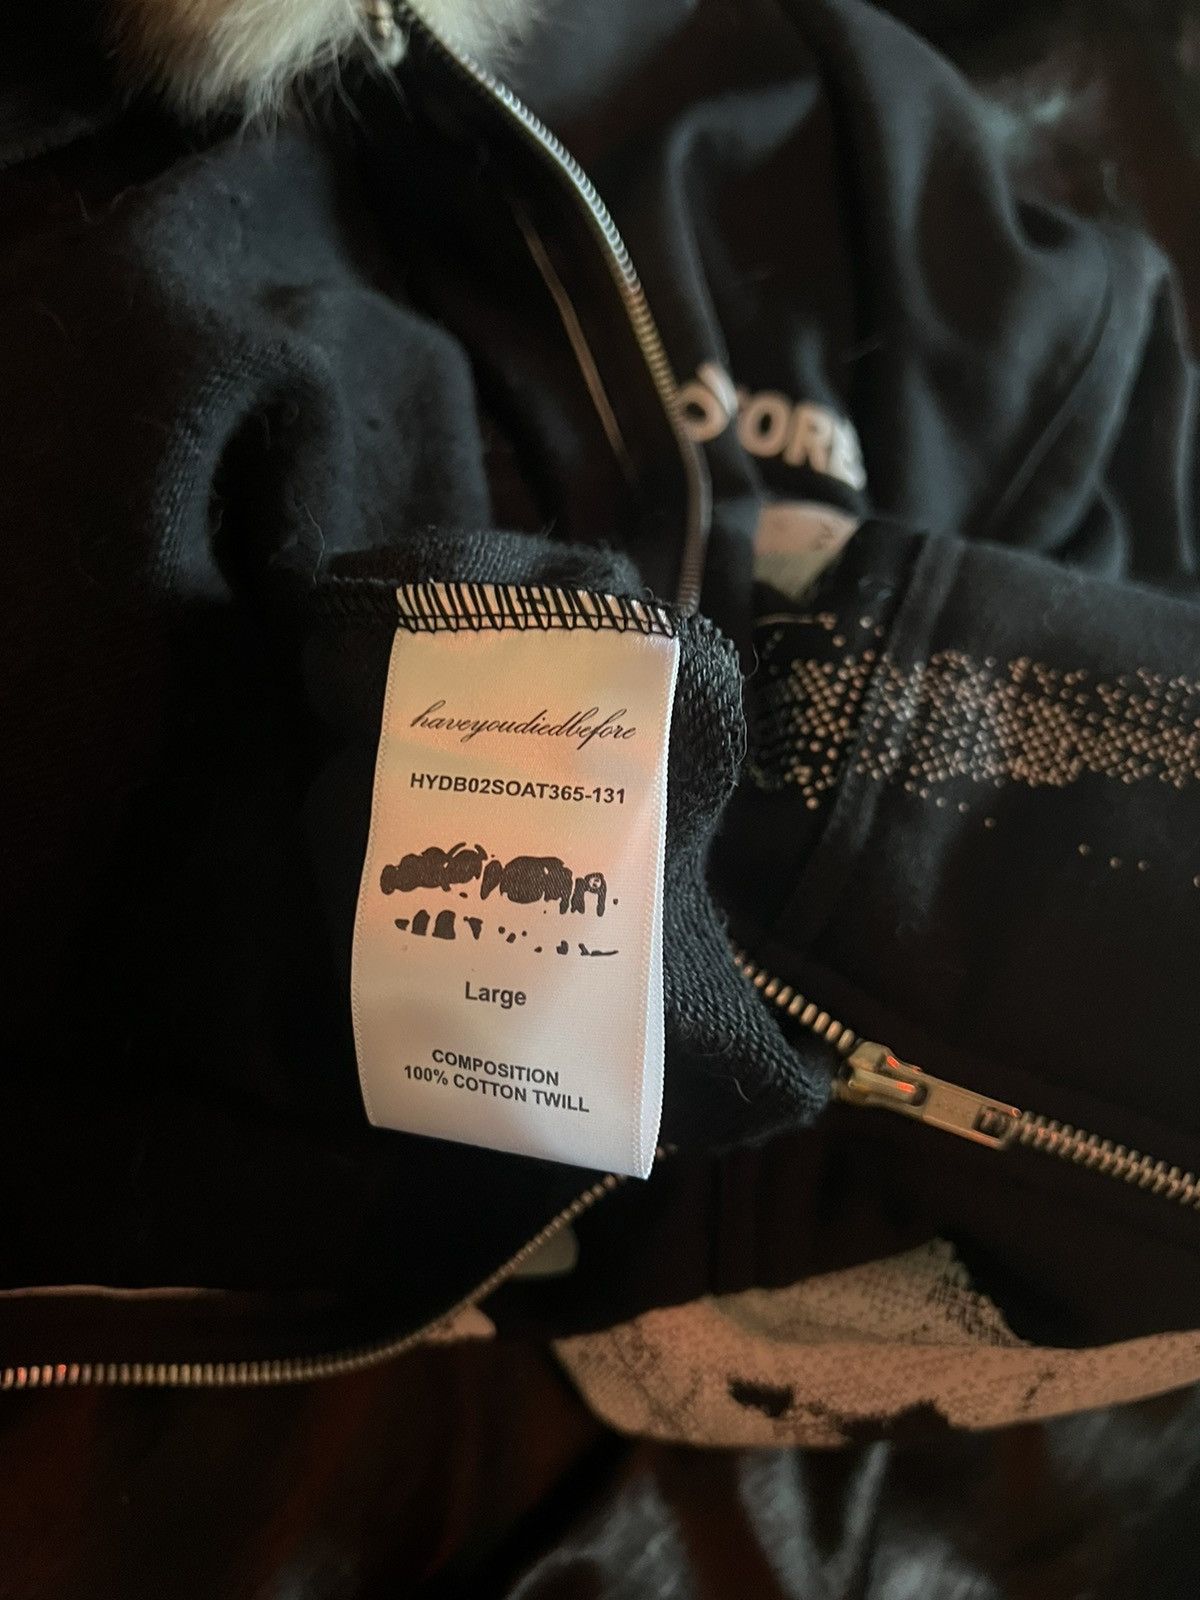 haveyoudiedbefore
HYDB02SOAT365-131
Large
COMPOSITION
100% COTTON TWILL